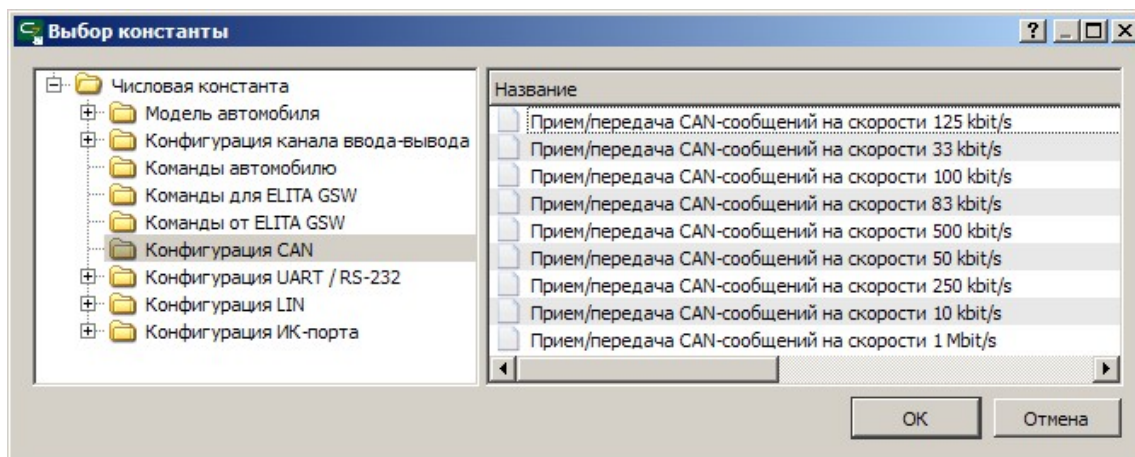 Выбор константы
Числовая константа
Модель автомобиля
Конфигурация канала ввода-вывода
Команды автомобилю
Команды для ELITA GSW
Команды от ELITA GSW
Конфигурация CAN
Конфигурация UART / RS-232
Конфигурация LIN
Конфигурация ИК-порта
Название
Прием/передача CAN-сообщений на скорости 125 kbit/s
Прием/передача CAN-сообщений на скорости 33 kbit/s
Прием/передача CAN-сообщений на скорости 100 kbit/s
Прием/передача CAN-сообщений на скорости 83 kbit/s
Прием/передача CAN-сообщений на скорости 500 kbit/s
Прием/передача CAN-сообщений на скорости 50 kbit/s
Прием/передача CAN-сообщений на скорости 250 kbit/s
Прием/передача CAN-сообщений на скорости 10 kbit/s
Прием/передача CAN-сообщений на скорости 1 Mbit/s
OK
Отмена